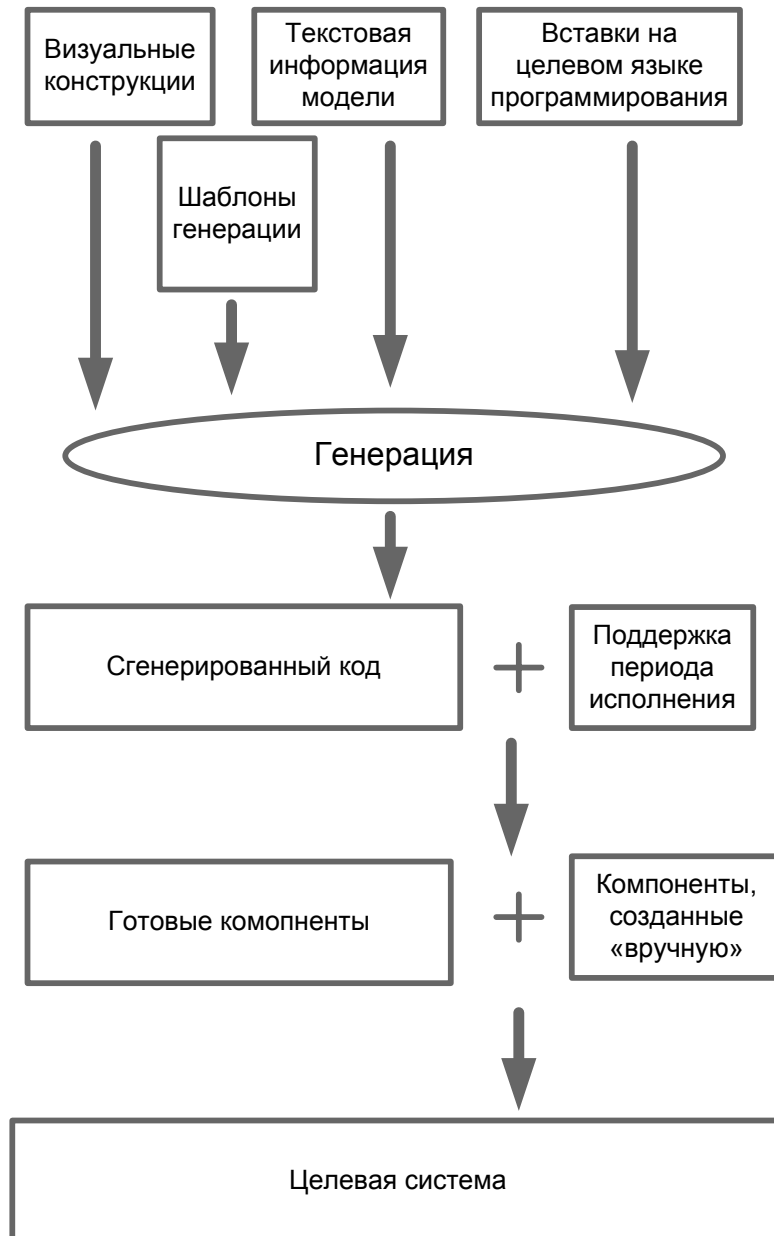 Визуальные
конструкции
Текстовая
информация
модели
Вставки на
целевом языке
программирования
Шаблоны
генерации
Генерация
Сгенерированный код
Поддержка
периода
исполнения
Готовые комопненты
Компоненты,
созданные
«вручную»
Целевая система